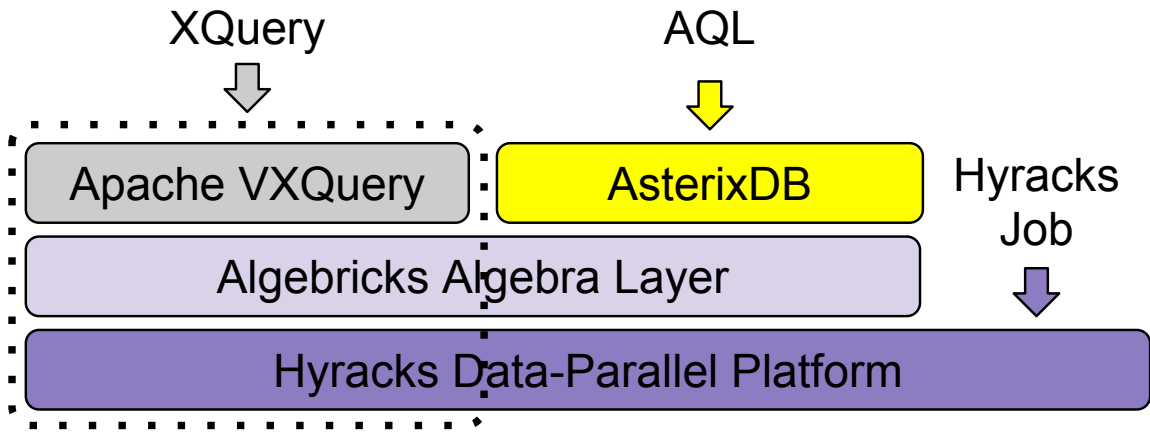 XQuery
AQL
Apache VXQuery
AsterixDB
Hyracks
Job
Algebricks Algebra Layer
Hyracks Data-Parallel Platform